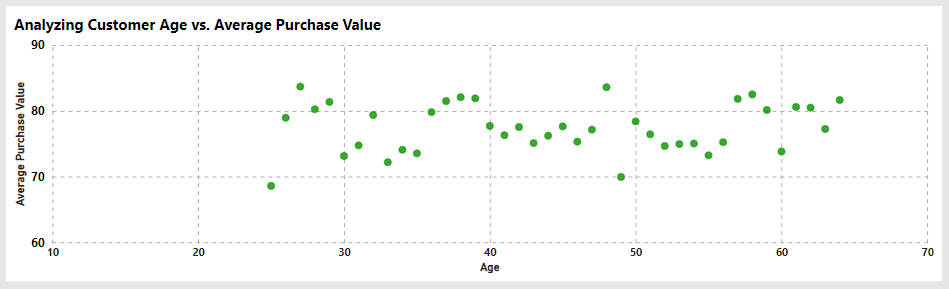 Analyzing Customer Age vs. Average Purchase Value
90
80
70
60
Average Purchase Value
10 20 30 40 50 60 70
Age